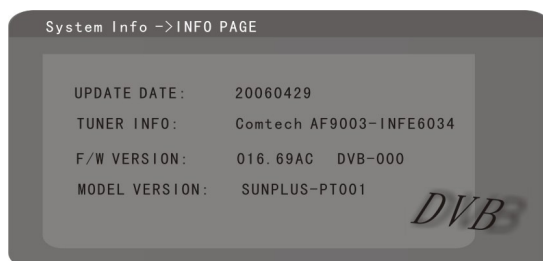 System Info ->INFO PAGE
UPDATE DATE: 20060429
TUNER INFO: Comtech AF9003-INFE6034
F/W VERSION: 016.69AC DVB-000
MODEL VERSION: SUNPLUS-PT001
DVB